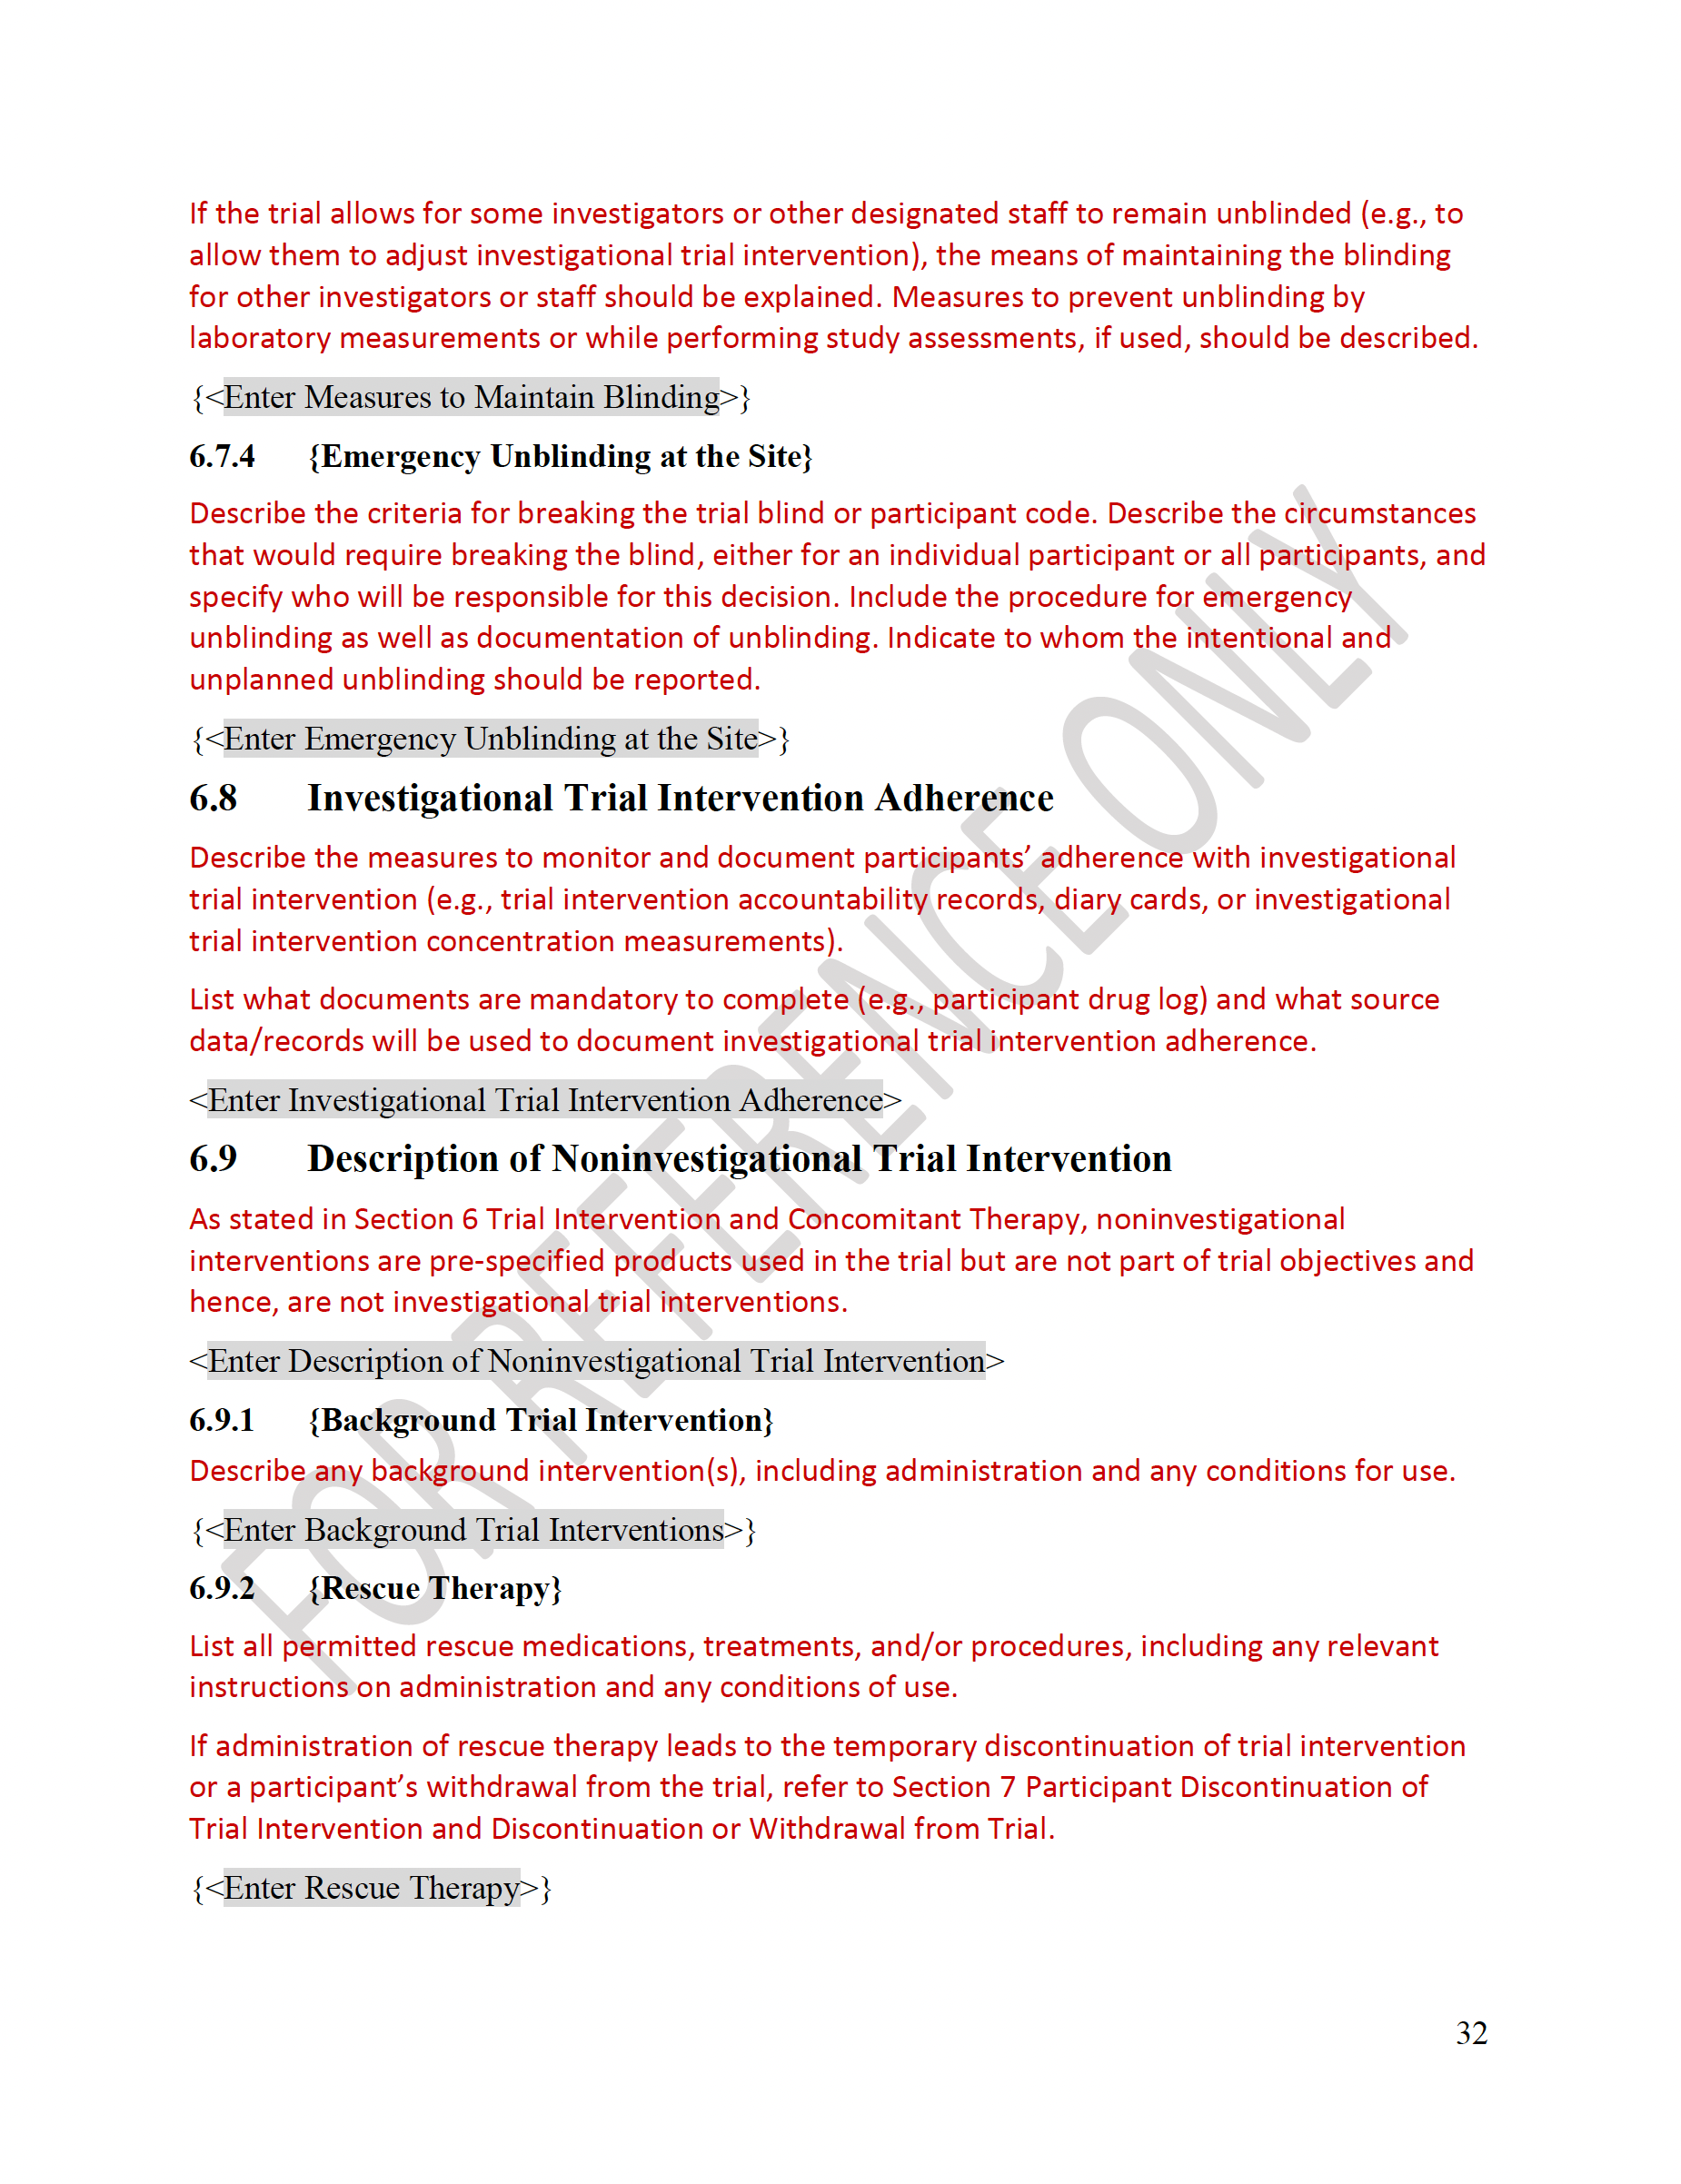 If the trial allows for some investigators or other designated staff to remain unblinded (e.g., to
allow them to adjust investigational trial intervention), the means of maintaining the blinding
for other investigators or staff should be explained. Measures to prevent unblinding by
laboratory measurements or while performing study assessments, if used, should be described.
{<Enter Measures to Maintain Blinding>}
6.7.4 {Emergency Unblinding at the Site}
Describe the criteria for breaking the trial blind or participant code. Describe the circumstances
that would require breaking the blind, either for an individual participant or all participants, and
specify who will be responsible for this decision. Include the procedure for emergency
unblinding as well as documentation of unblinding. Indicate to whom the intentional and
unplanned unblinding should be reported.
{<Enter Emergency Unblinding at the Site>}
6.8 Investigational Trial Intervention Adherence
Describe the measures to monitor and document participants’ adherence with investigational
trial intervention (e.g., trial intervention accountability records, diary cards, or investigational
trial intervention concentration measurements).
List what documents are mandatory to complete (e.g., participant drug log) and what source
data/records will be used to document investigational trial intervention adherence.
<Enter Investigational Trial Intervention Adherence>
6.9 Description of Noninvestigational Trial Intervention
As stated in Section 6 Trial Intervention and Concomitant Therapy, noninvestigational
interventions are pre-specified products used in the trial but are not part of trial objectives and
hence, are not investigational trial interventions.
<Enter Description of Noninvestigational Trial Intervention>
6.9.1 {Background Trial Intervention}
Describe any background intervention(s), including administration and any conditions for use.
{<Enter Background Trial Interventions>}
6.9.2 {Rescue Therapy}
List all permitted rescue medications, treatments, and/or procedures, including any relevant
instructions on administration and any conditions of use.
If administration of rescue therapy leads to the temporary discontinuation of trial intervention
or a participant’s withdrawal from the trial, refer to Section 7 Participant Discontinuation of
Trial Intervention and Discontinuation or Withdrawal from Trial.
{<Enter Rescue Therapy>}
32
FOR REFERENCE ONLY